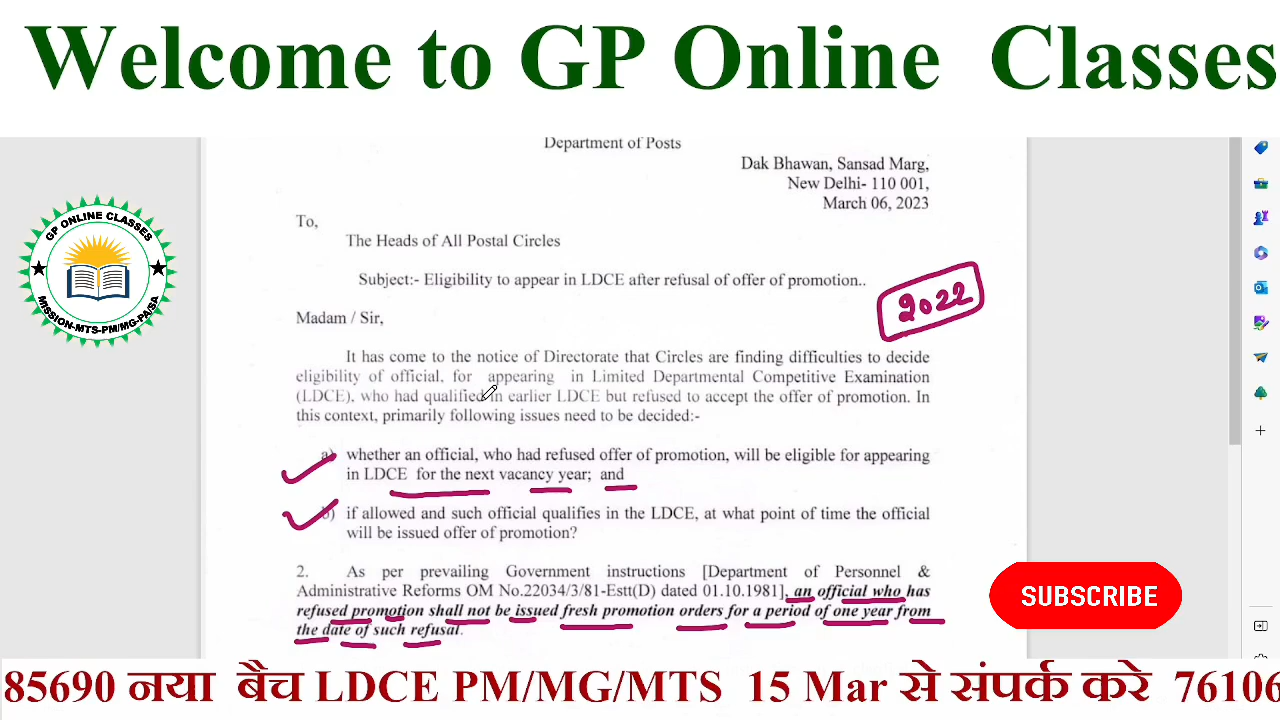 Welcome to GP Online Classes
Department of Posts
Dak Bhawan, Sansad Marg,
New Delhi- 110 001,
March 06, 2023
GP ONLINE CLASSES
MISSION-MTS-PM/MG-PA/SA
To,
The Heads of All Postal Circles
Subject:- Eligibility to appear in LDCE after refusal of offer of promotion..
2022
Madam / Sir,
It has come to the notice of Directorate that Circles are finding difficulties to decide
eligibility of official, for appearing in Limited Departmental Competitive Examination
(LDCE), who had qualified in earlier LDCE but refused to accept the offer of promotion. In
this context, primarily following issues need to be decided:-
a) whether an official, who had refused offer of promotion, will be eligible for appearing
in LDCE for the next vacancy year; and
b) if allowed and such official qualifies in the LDCE, at what point of time the official
will be issued offer of promotion?
2. As per prevailing Government instructions [Department of Personnel &
Administrative Reforms OM No.22034/3/81-Estt(D) dated 01.10.1981], an official who has
refused promotion shall not be issued fresh promotion orders for a period of one year from
the date of such refusal.
SUBSCRIBE
85690 नया बैच LDCE PM/MG/MTS 15 Mar से संपर्क करे 76106